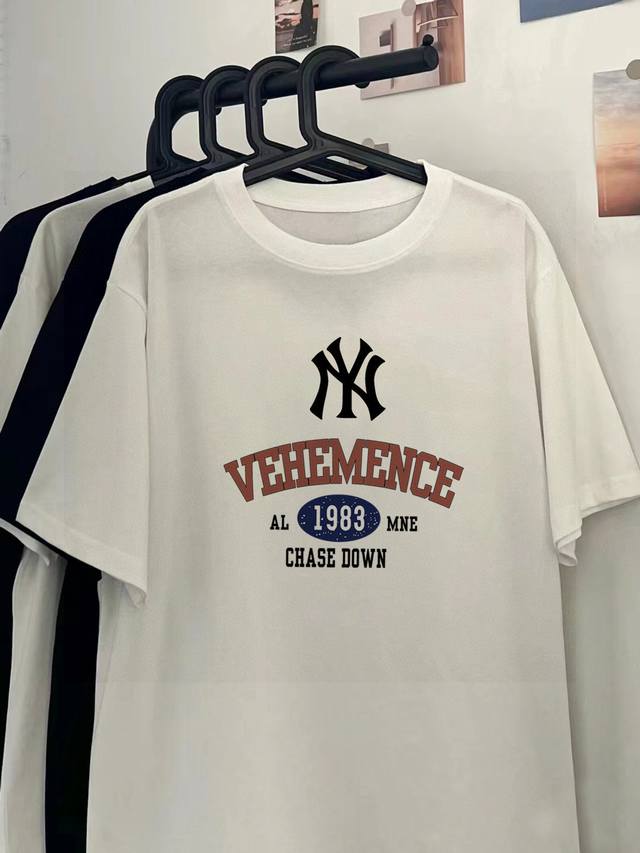 NY
VEHEMENCE
AL 1983 MNE
CHASE DOWN